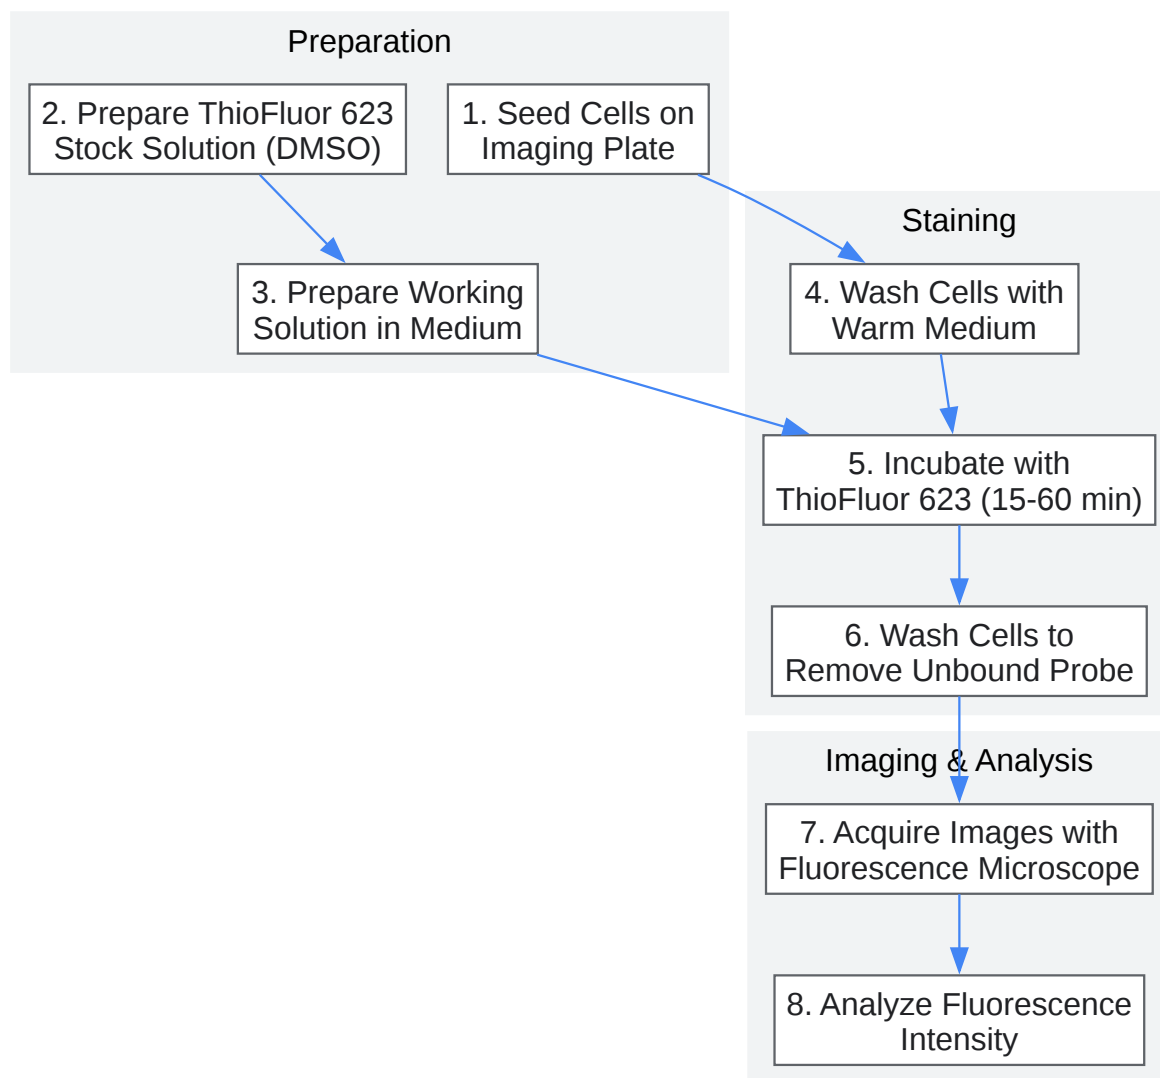 Preparation
2. Prepare ThioFluor 623
Stock Solution (DMSO)
1. Seed Cells on
Imaging Plate
3. Prepare Working
Solution in Medium
Staining
4. Wash Cells with
Warm Medium
5. Incubate with
ThioFluor 623 (15-60 min)
6. Wash Cells to
Remove Unbound Probe
Imaging & Analysis
7. Acquire Images with
Fluorescence Microscope
8. Analyze Fluorescence
Intensity